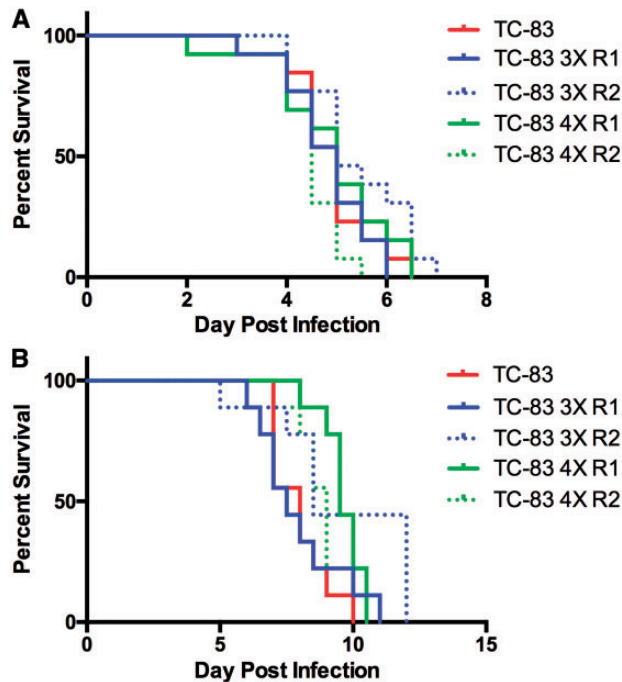 A
Percent Survival
100
50
0
0 2 4 6 8
Day Post Infection
TC-83
TC-83 3X R1
TC-83 3X R2
TC-83 4X R1
TC-83 4X R2
B
Percent Survival
100
50
0
0 5 10 15
Day Post Infection
TC-83
TC-83 3X R1
TC-83 3X R2
TC-83 4X R1
TC-83 4X R2